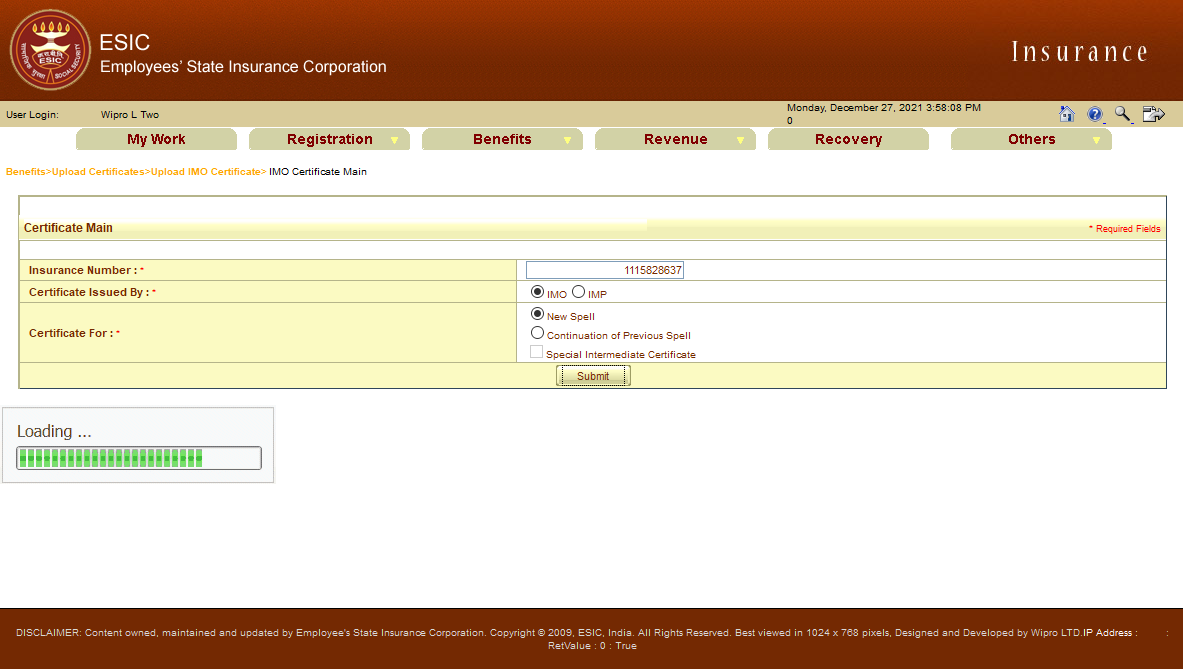 ESIC
Employees' State Insurance Corporation
Insurance
ESIC
SOCIAL SECURITY
User Login: Wipro L Two
Monday, December 27, 2021 3:58:08 PM
0
My Work Registration Benefits Revenue Recovery Others
Benefits>Upload Certificates>Upload IMO Certificate> IMO Certificate Main
Certificate Main
* Required Fields
Insurance Number : * 1115828637
Certificate Issued By : * IMO IMP
Certificate For : *
New Spell
Continuation of Previous Spell
Special Intermediate Certificate
Submit
Loading ...
DISCLAIMER: Content owned, maintained and updated by Employee's State Insurance Corporation. Copyright © 2009, ESIC, India. All Rights Reserved. Best viewed in 1024 x 768 pixels, Designed and Developed by Wipro LTD.IP Address : :
RetValue : 0 : True